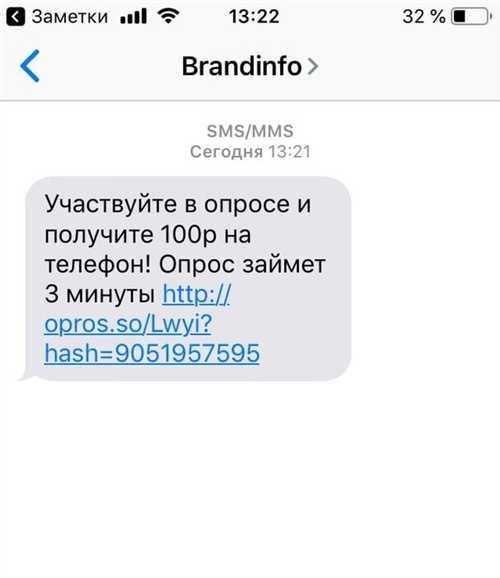 Заметки 13:22 32 %
Brandinfo
SMS/MMS
Сегодня 13:21
Участвуйте в опросе и
получите 100р на
телефон! Опрос займет
3 минуты http://
opros.so/Lwyi?
hash=9051957595